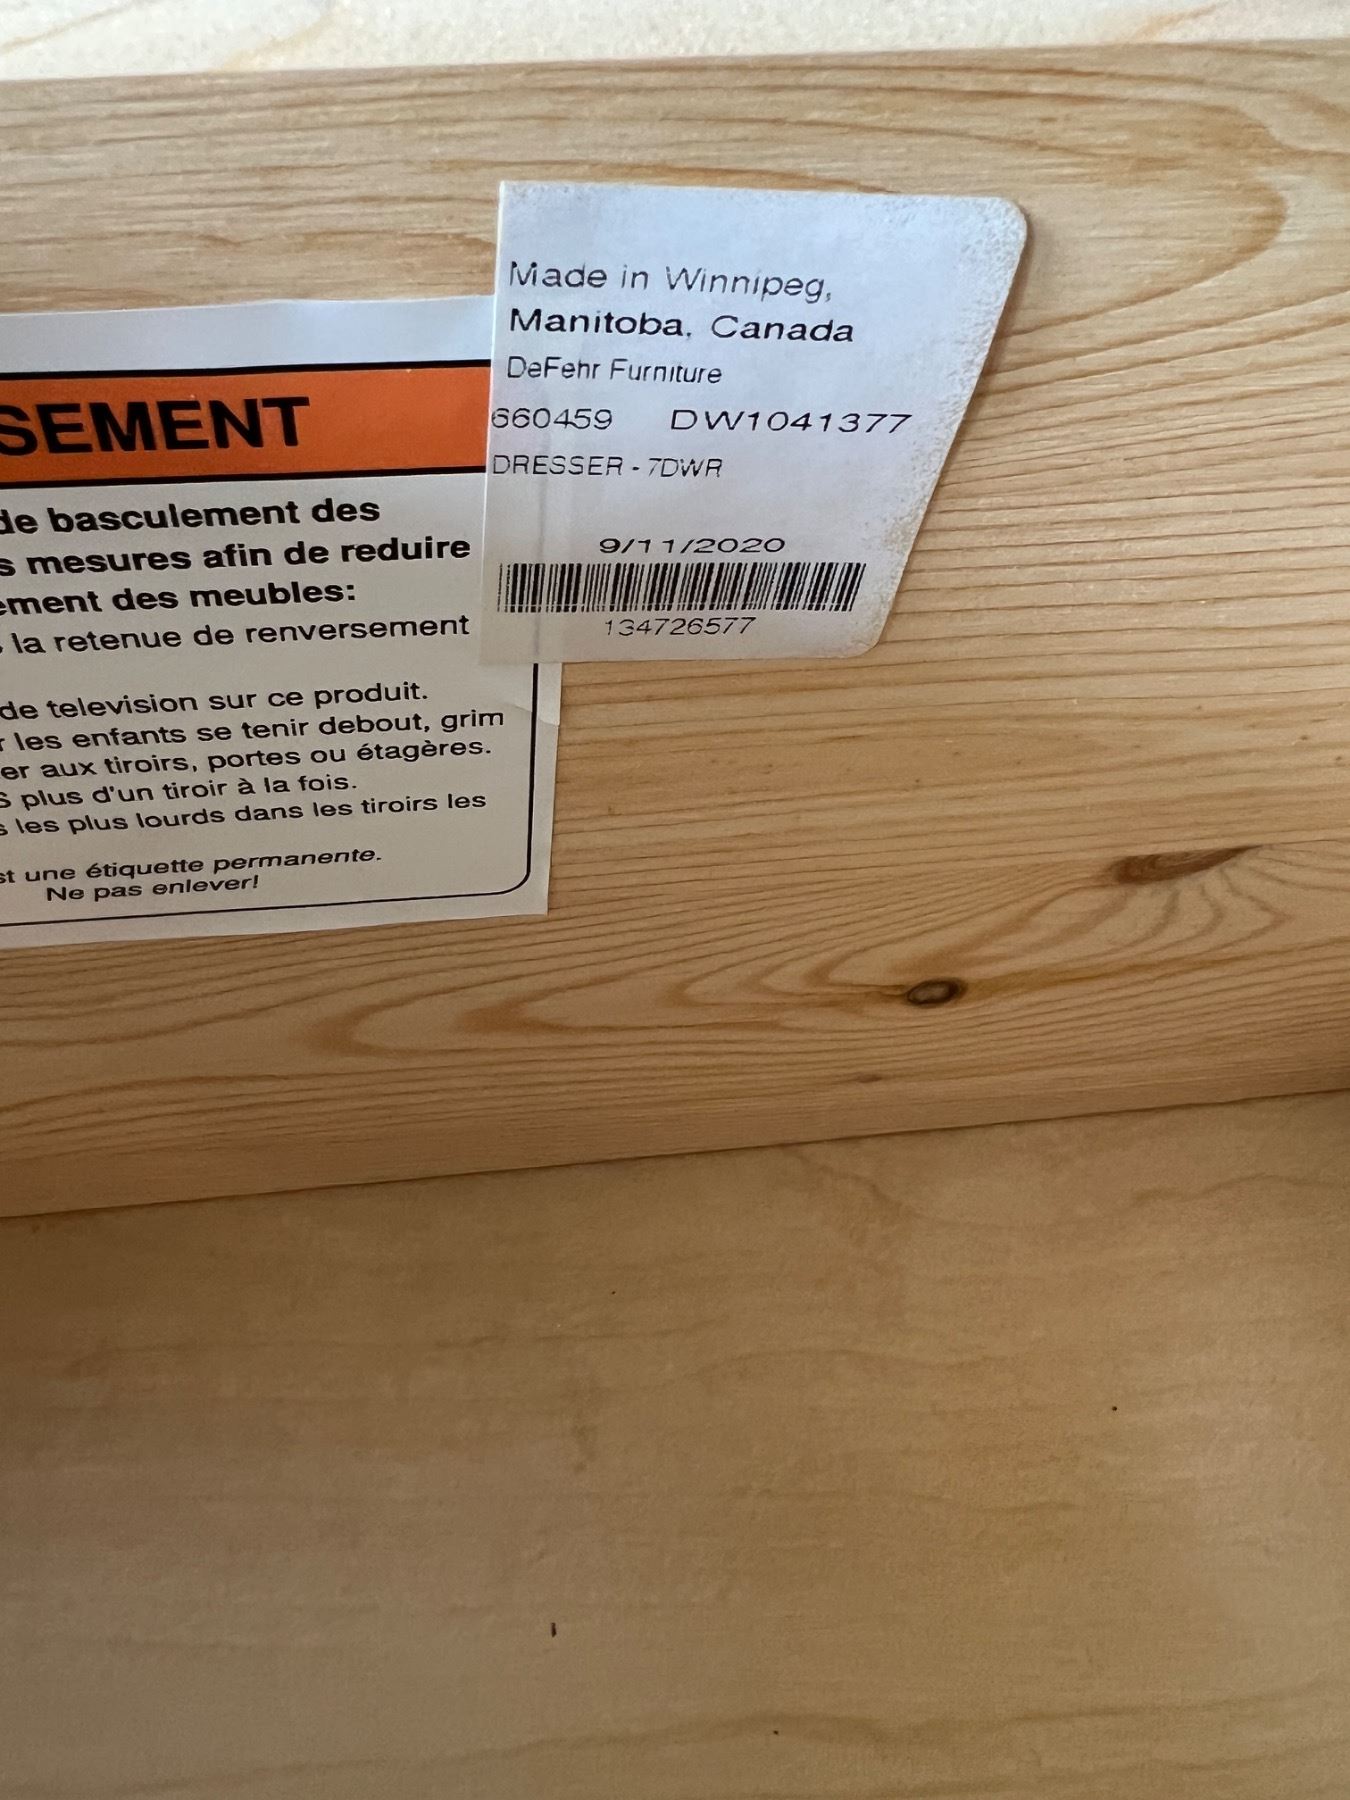 Made in Winnipeg,
Manitoba, Canada
DeFehr Furniture
660459 DW1041377
DRESSER - 7DWR
9/11/2020
134726577
SEMENT
de basculement des
s mesures afin de reduire
ement des meubles:
la retenue de renversement
de television sur ce produit.
r les enfants se tenir debout, grim
er aux tiroirs, portes ou étagères.
S plus d'un tiroir à la fois.
s les plus lourds dans les tiroirs les
st une étiquette permanente.
Ne pas enlever!